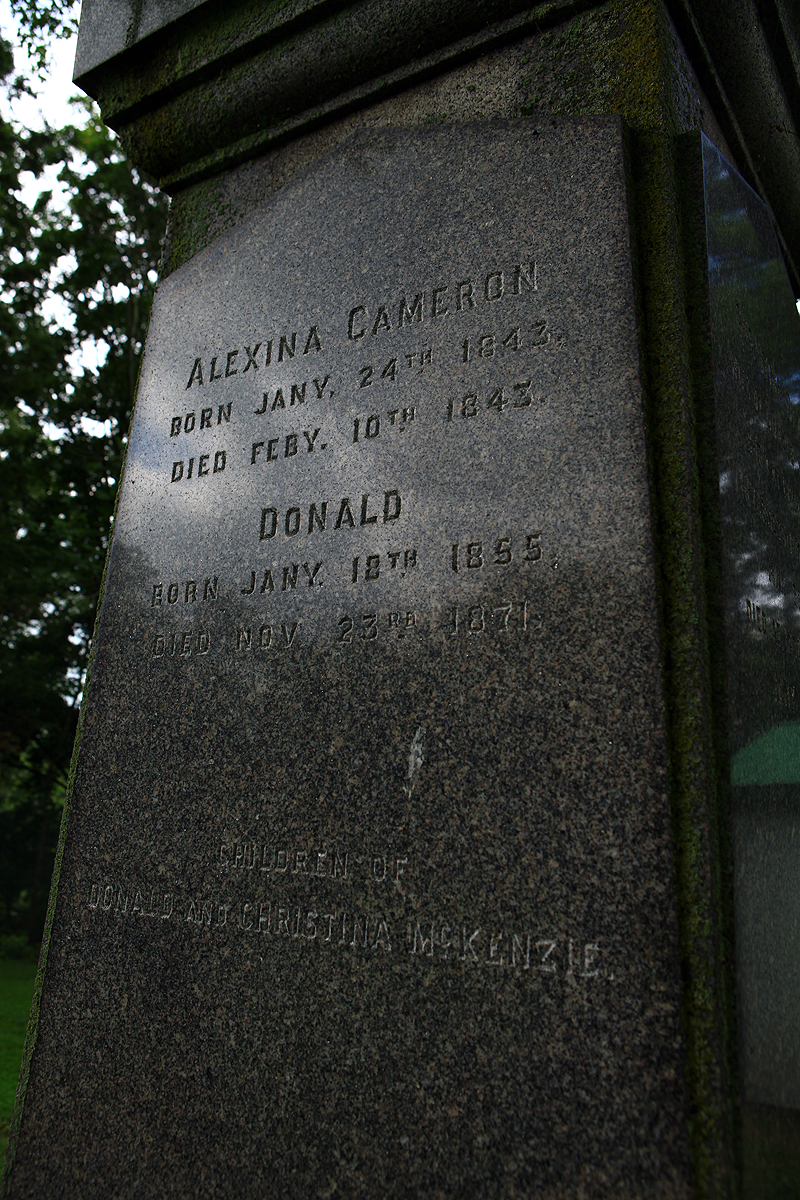 ALEXINA CAMERON
BORN JANY. 24TH 1843.
DIED FEBY. 10TH 1843.
DONALD
BORN JANY. 18TH 1855,
DIED NOV. 23RD 1871.
CHILDREN OF
DONALD AND CHRISTINA McKENZIE.